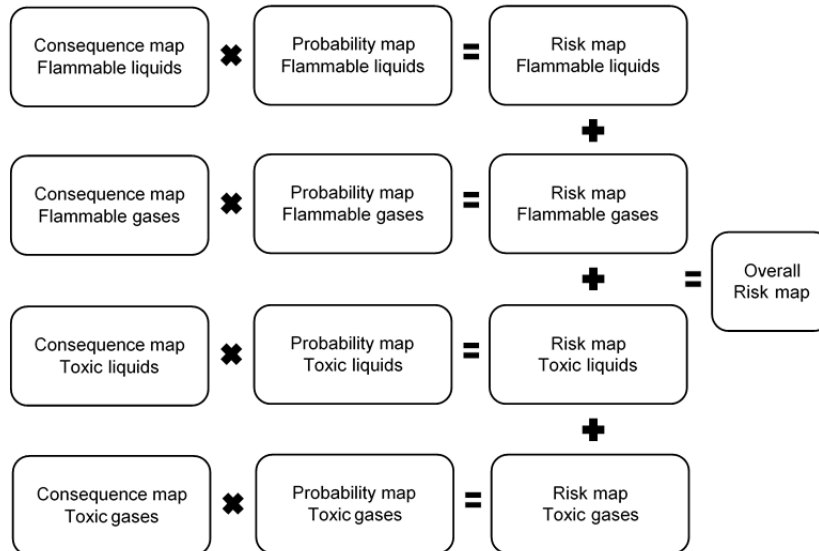 Consequence map
Flammable liquids
Probability map
Flammable liquids
Risk map
Flammable liquids
Consequence map
Flammable gases
Probability map
Flammable gases
Risk map
Flammable gases
Overall
Risk map
Consequence map
Toxic liquids
Probability map
Toxic liquids
Risk map
Toxic liquids
Consequence map
Toxic gases
Probability map
Toxic gases
Risk map
Toxic gases